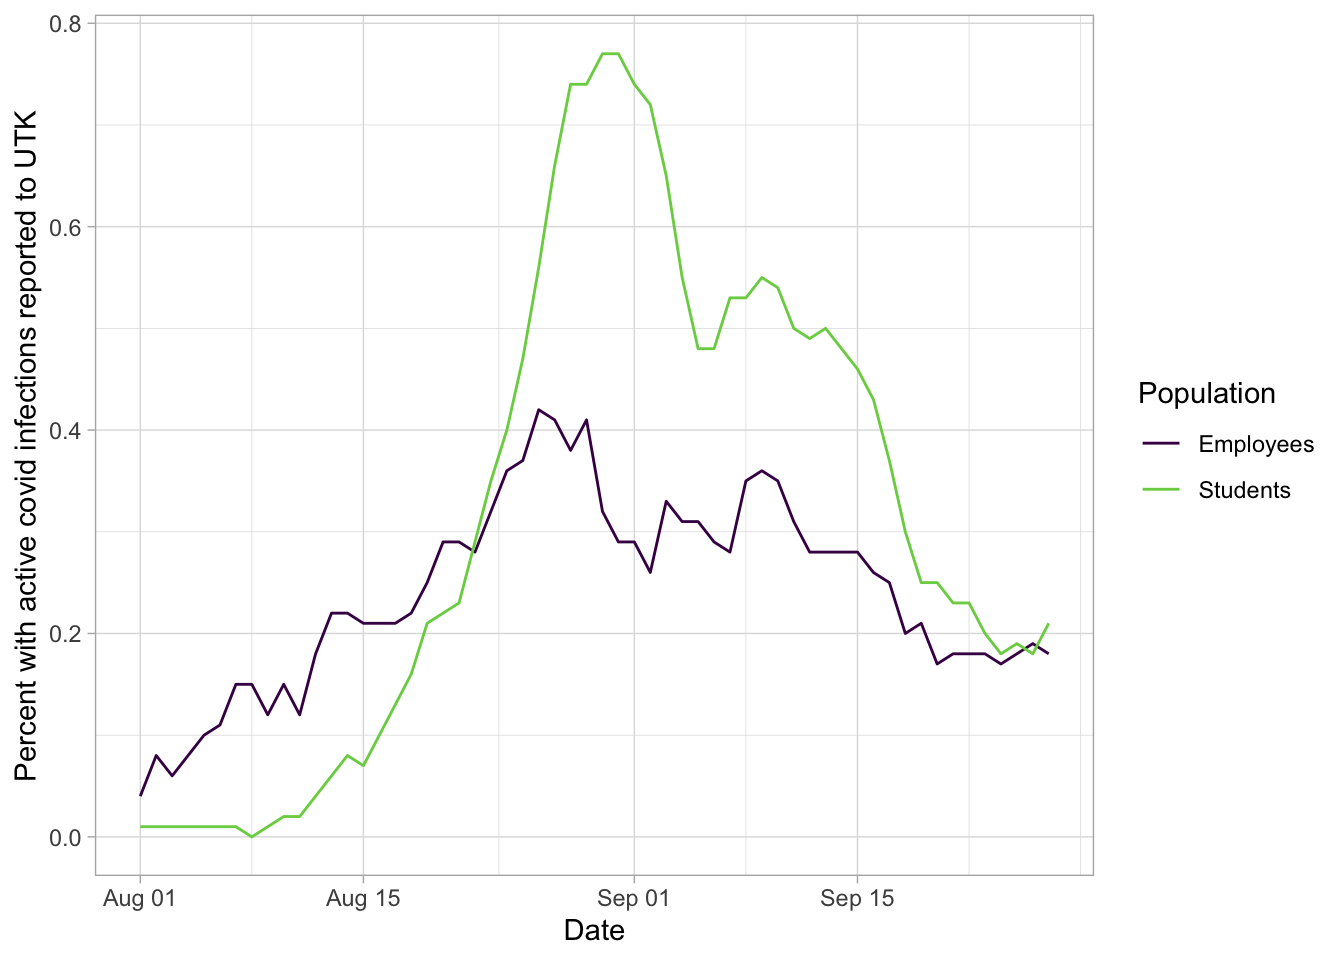 Percent with active covid infections reported to UTK
0.8
0.6
0.4
0.2
0.0
Aug 01 Aug 15 Sep 01 Sep 15
Date
Population
Employees
Students